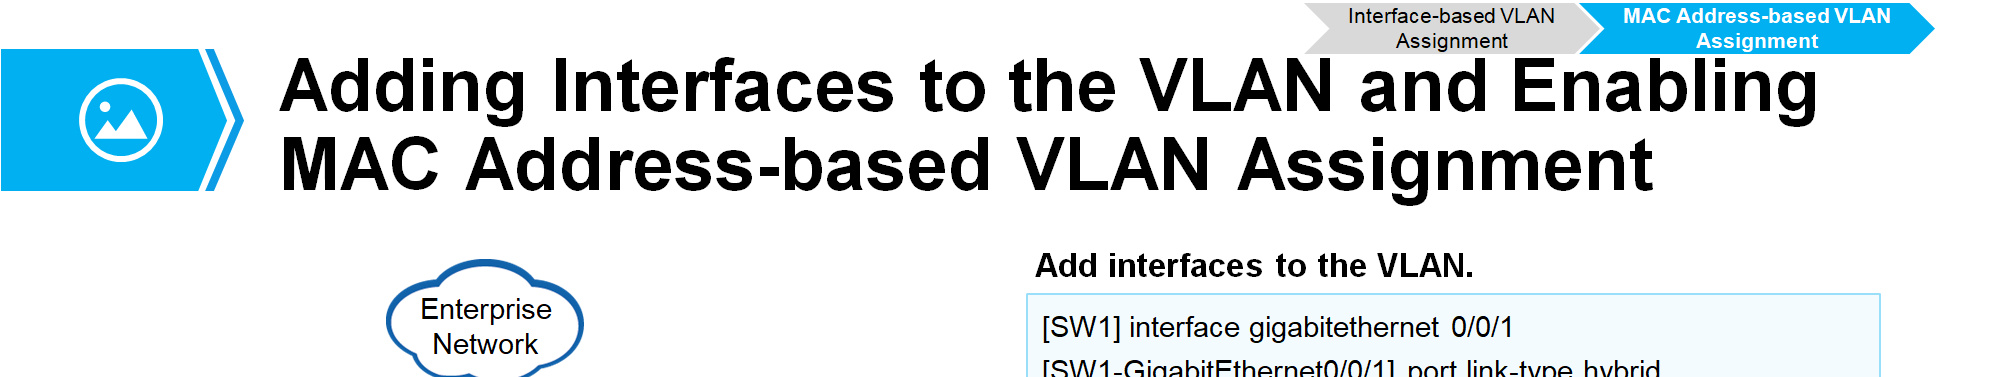 Interface-based VLAN
Assignment
MAC Address-based VLAN
Assignment
Adding Interfaces to the VLAN and Enabling
MAC Address-based VLAN Assignment
Enterprise
Network
Add interfaces to the VLAN.
[SW1] interface gigabitethernet 0/0/1
[SW1-GigabitEthernet0/0/1] port link-type hybrid